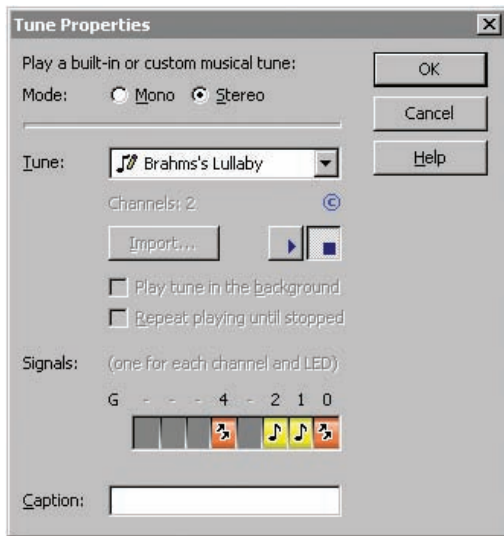 Tune Properties
Play a built-in or custom musical tune:
Mode: Mono Stereo
OK
Cancel
Help
Tune: Brahms's Lullaby
Channels: 2 ©
Import...
Play tune in the background
Repeat playing until stopped
Signals: (one for each channel and LED)
G - - - 4 - 2 1 0
Caption: